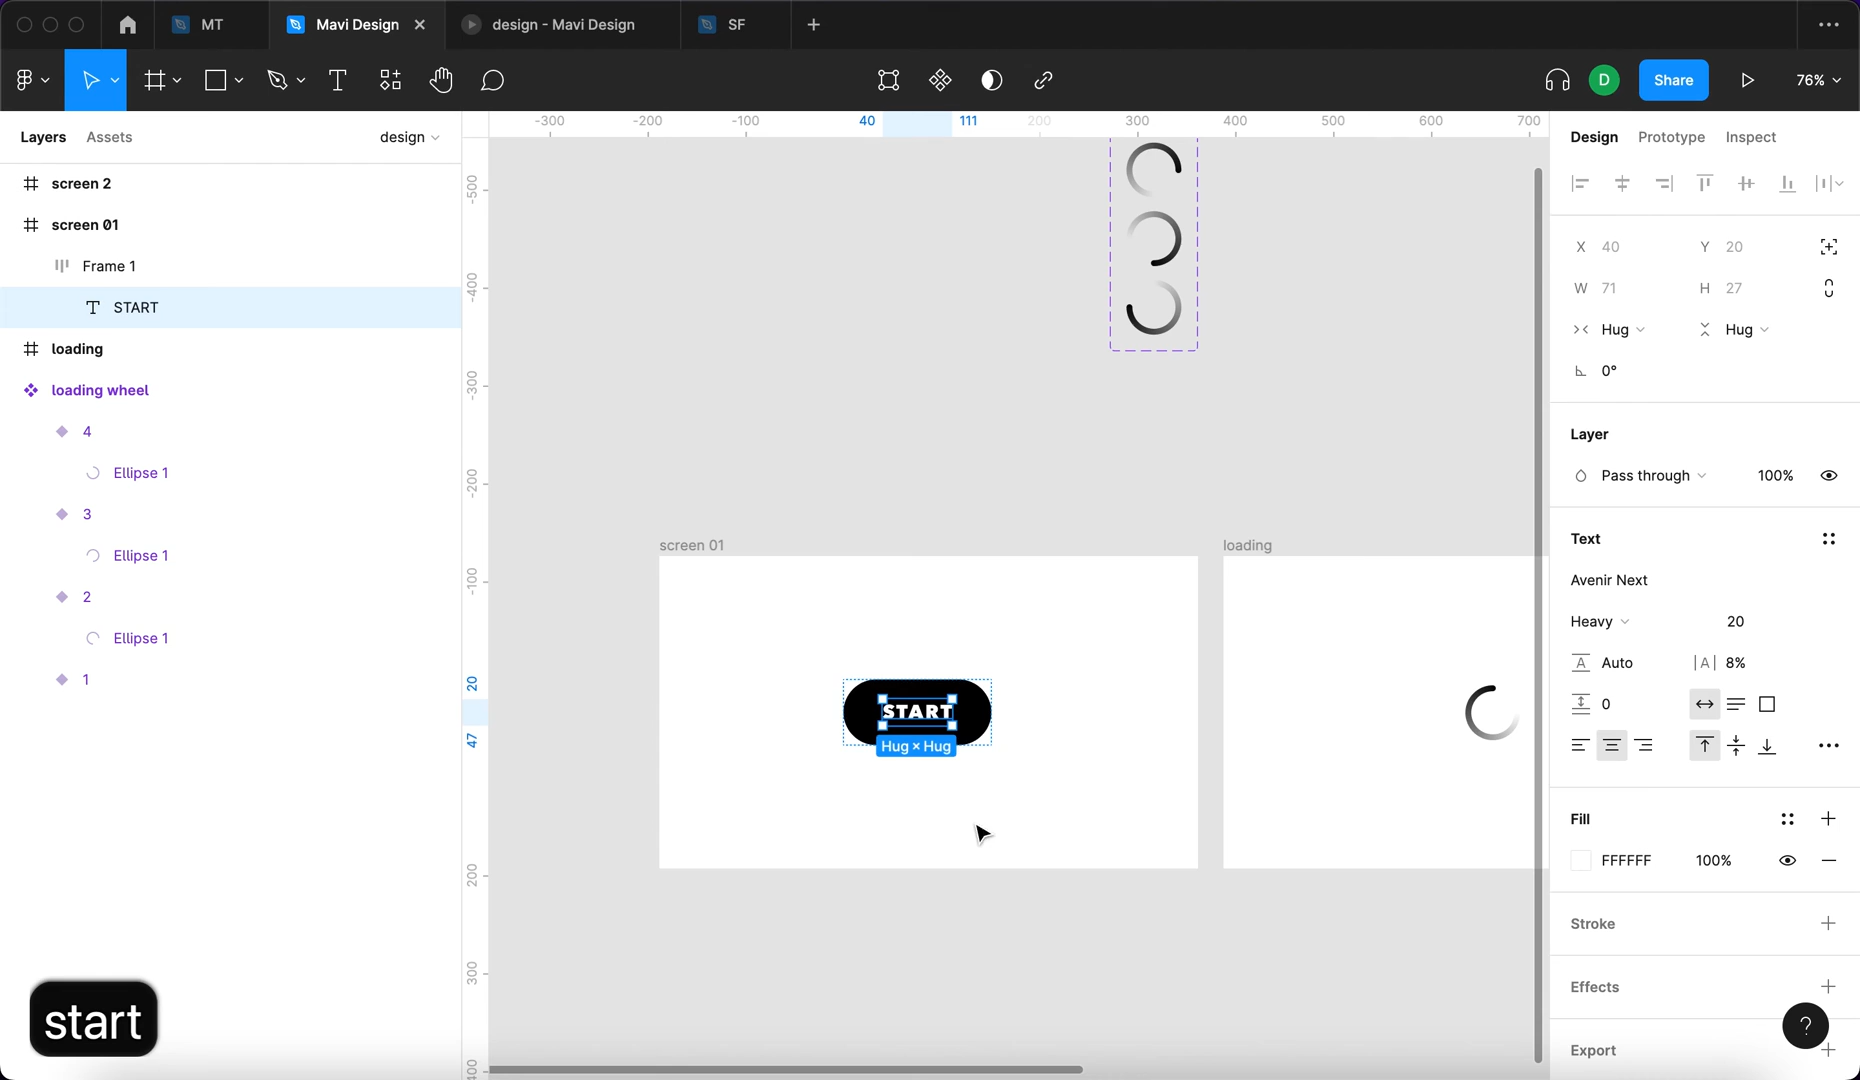 MT
Mavi Design
design - Mavi Design
SF
D
Share
76%
Layers
Assets
design
screen 2
screen 01
Frame 1
START
loading
loading wheel
4
Ellipse 1
3
Ellipse 1
2
Ellipse 1
1
-300
-200
-100
40
111
200
300
400
500
600
700
-500
-400
-300
-200
-100
20
47
200
300
400
screen 01
loading
START
Hug × Hug
Design
Prototype
Inspect
X 40
Y 20
W 71
H 27
Hug
Hug
0°
Layer
Pass through
100%
Text
Avenir Next
Heavy
20
A Auto
|A| 8%
0
Fill
FFFFFF
100%
Stroke
Effects
Export
?
start